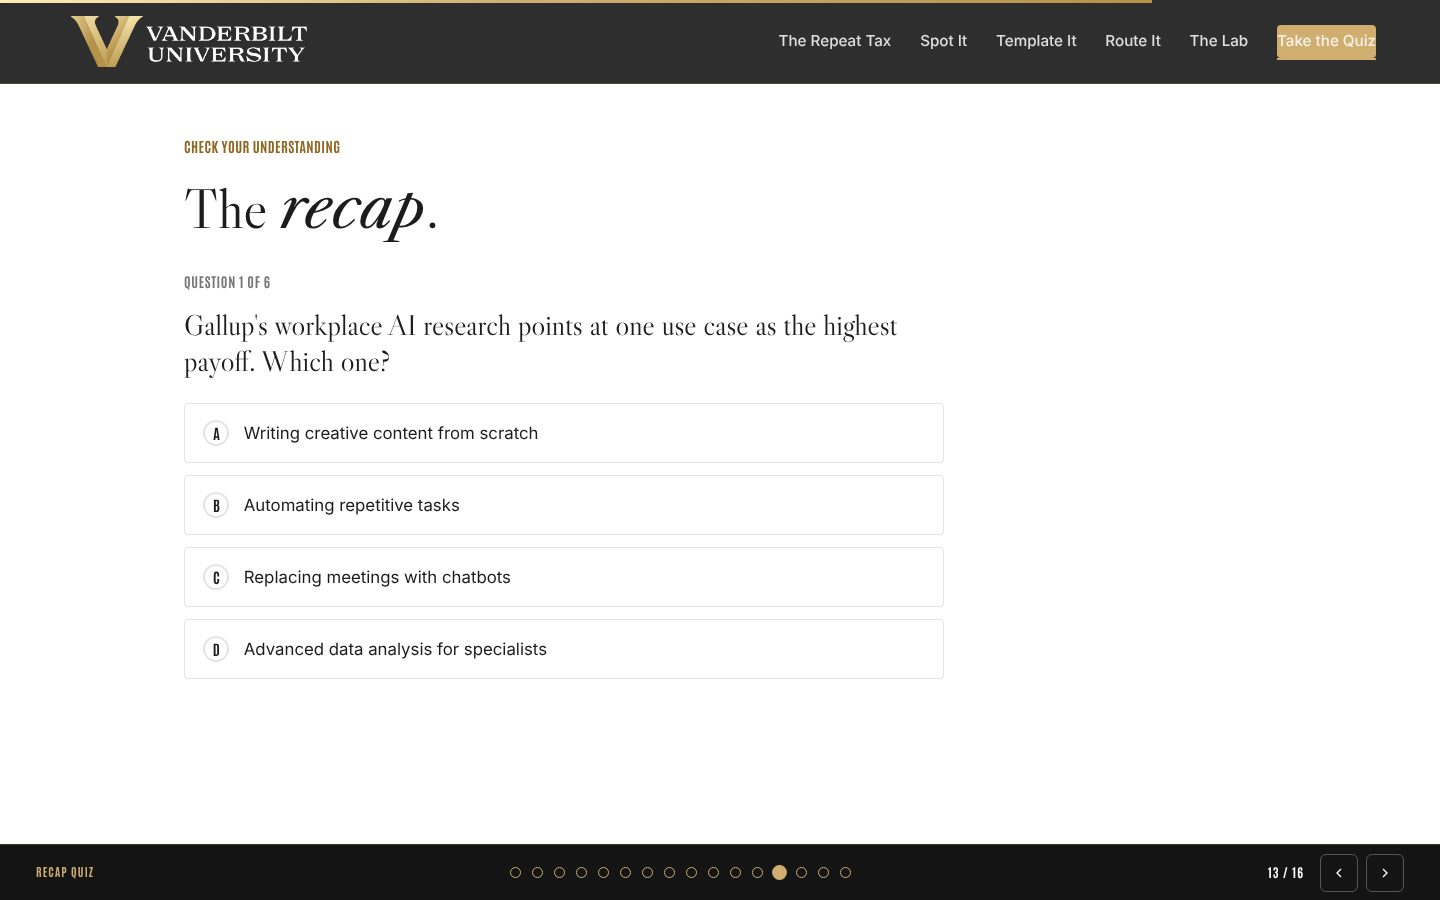 VANDERBILT
UNIVERSITY
The Repeat Tax
Spot It
Template It
Route It
The Lab
Take the Quiz
CHECK YOUR UNDERSTANDING
The recap.
QUESTION 1 OF 6
Gallup's workplace AI research points at one use case as the highest
payoff. Which one?
A Writing creative content from scratch
B Automating repetitive tasks
C Replacing meetings with chatbots
D Advanced data analysis for specialists
RECAP QUIZ
13 / 16